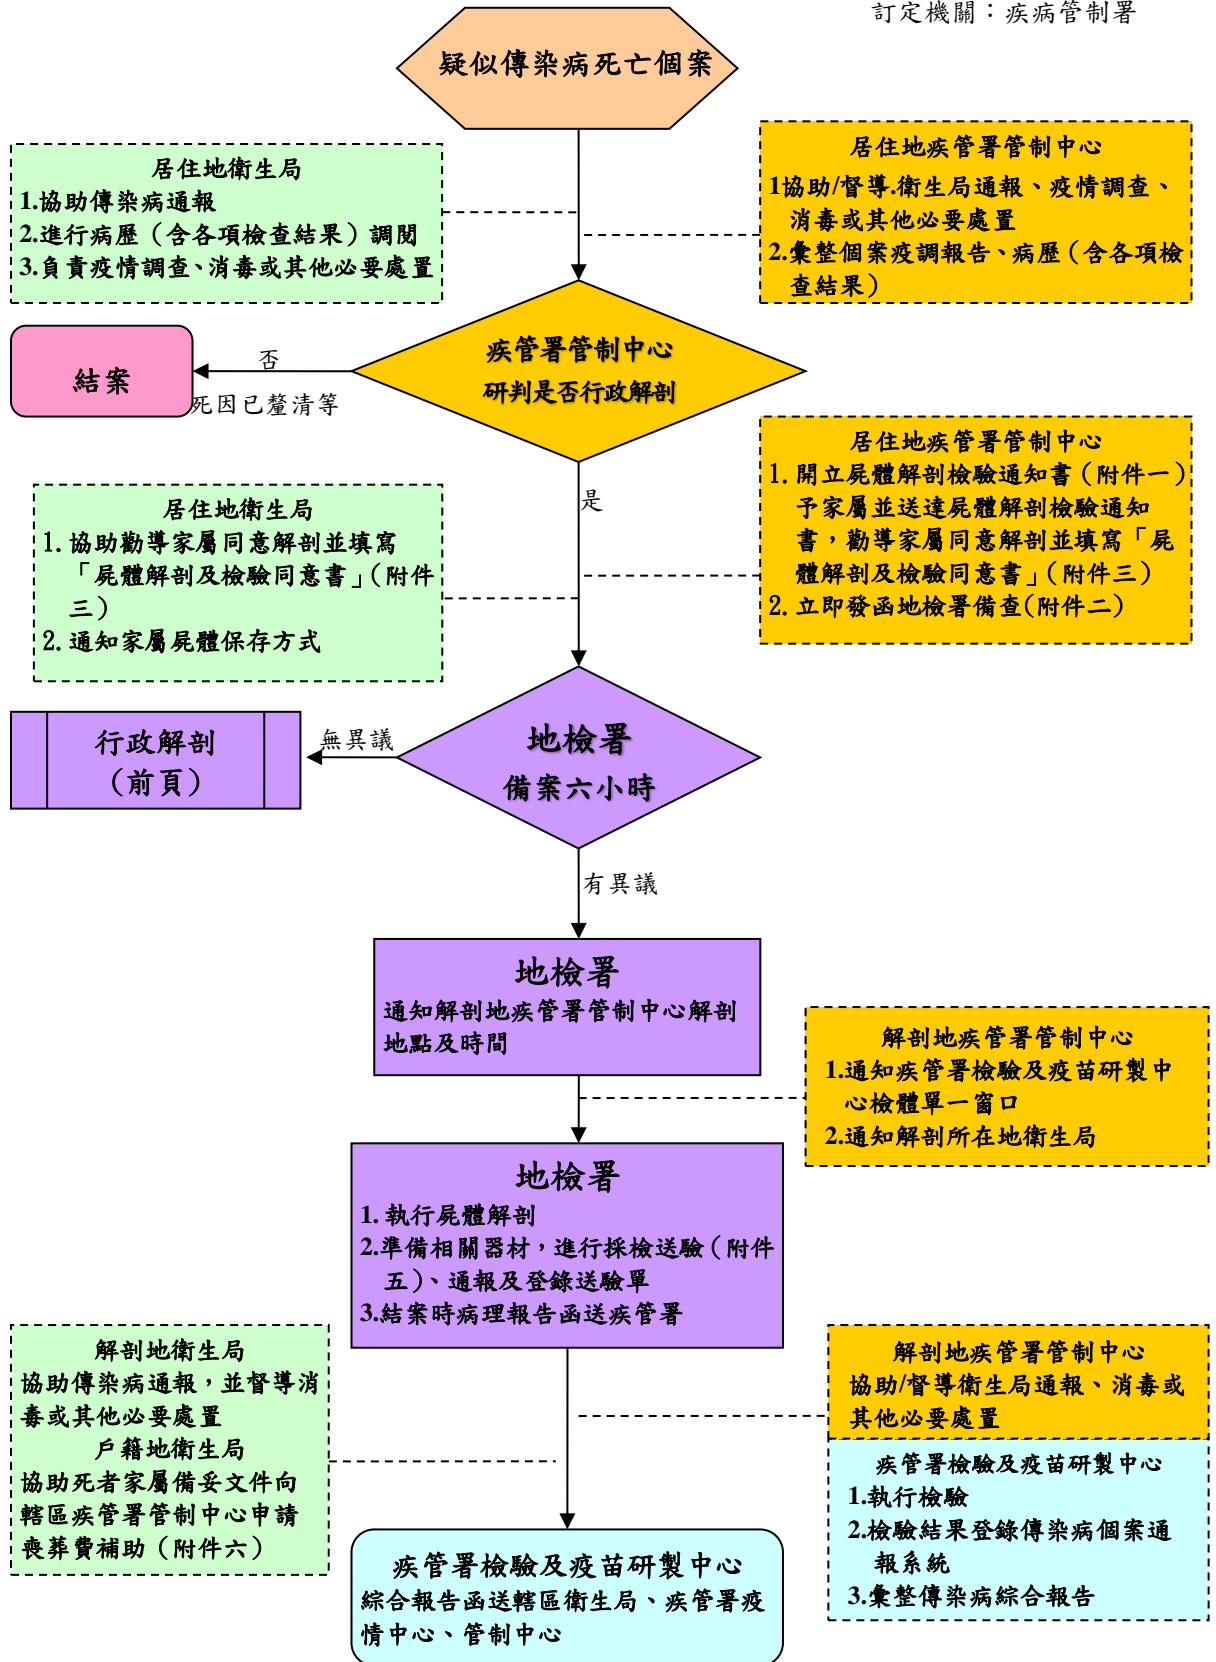 訂定機關：疾病管制署
疑似傳染病死亡個案
居住地衛生局
1.協助傳染病通報
2.進行病歷（含各項檢查結果）調閱
3.負責疫情調查、消毒或其他必要處置
居住地疾管署管制中心
1協助/督導.衛生局通報、疫情調查、
消毒或其他必要處置
2.彙整個案疫調報告、病歷（含各項檢
查結果）
疾管署管制中心
研判是否行政解剖
否
死因已釐清等
結案
是
居住地衛生局
1. 協助勸導家屬同意解剖並填寫
「屍體解剖及檢驗同意書」（附件
三）
2. 通知家屬屍體保存方式
居住地疾管署管制中心
1. 開立屍體解剖檢驗通知書（附件一）
予家屬並送達屍體解剖檢驗通知
書，勸導家屬同意解剖並填寫「屍
體解剖及檢驗同意書」（附件三）
2. 立即發函地檢署備查(附件二)
地檢署
備案六小時
無異議
行政解剖
（前頁）
有異議
地檢署
通知解剖地疾管署管制中心解剖
地點及時間
解剖地疾管署管制中心
1.通知疾管署檢驗及疫苗研製中
心檢體單一窗口
2.通知解剖所在地衛生局
地檢署
1. 執行屍體解剖
2.準備相關器材，進行採檢送驗（附件
五）、通報及登錄送驗單
3.結案時病理報告函送疾管署
解剖地衛生局
協助傳染病通報，並督導消
毒或其他必要處置
戶籍地衛生局
協助死者家屬備妥文件向
轄區疾管署管制中心申請
喪葬費補助（附件六）
解剖地疾管署管制中心
協助/督導衛生局通報、消毒或
其他必要處置
疾管署檢驗及疫苗研製中心
1.執行檢驗
2.檢驗結果登錄傳染病個案通
報系統
3.彙整傳染病綜合報告
疾管署檢驗及疫苗研製中心
綜合報告函送轄區衛生局、疾管署疫
情中心、管制中心